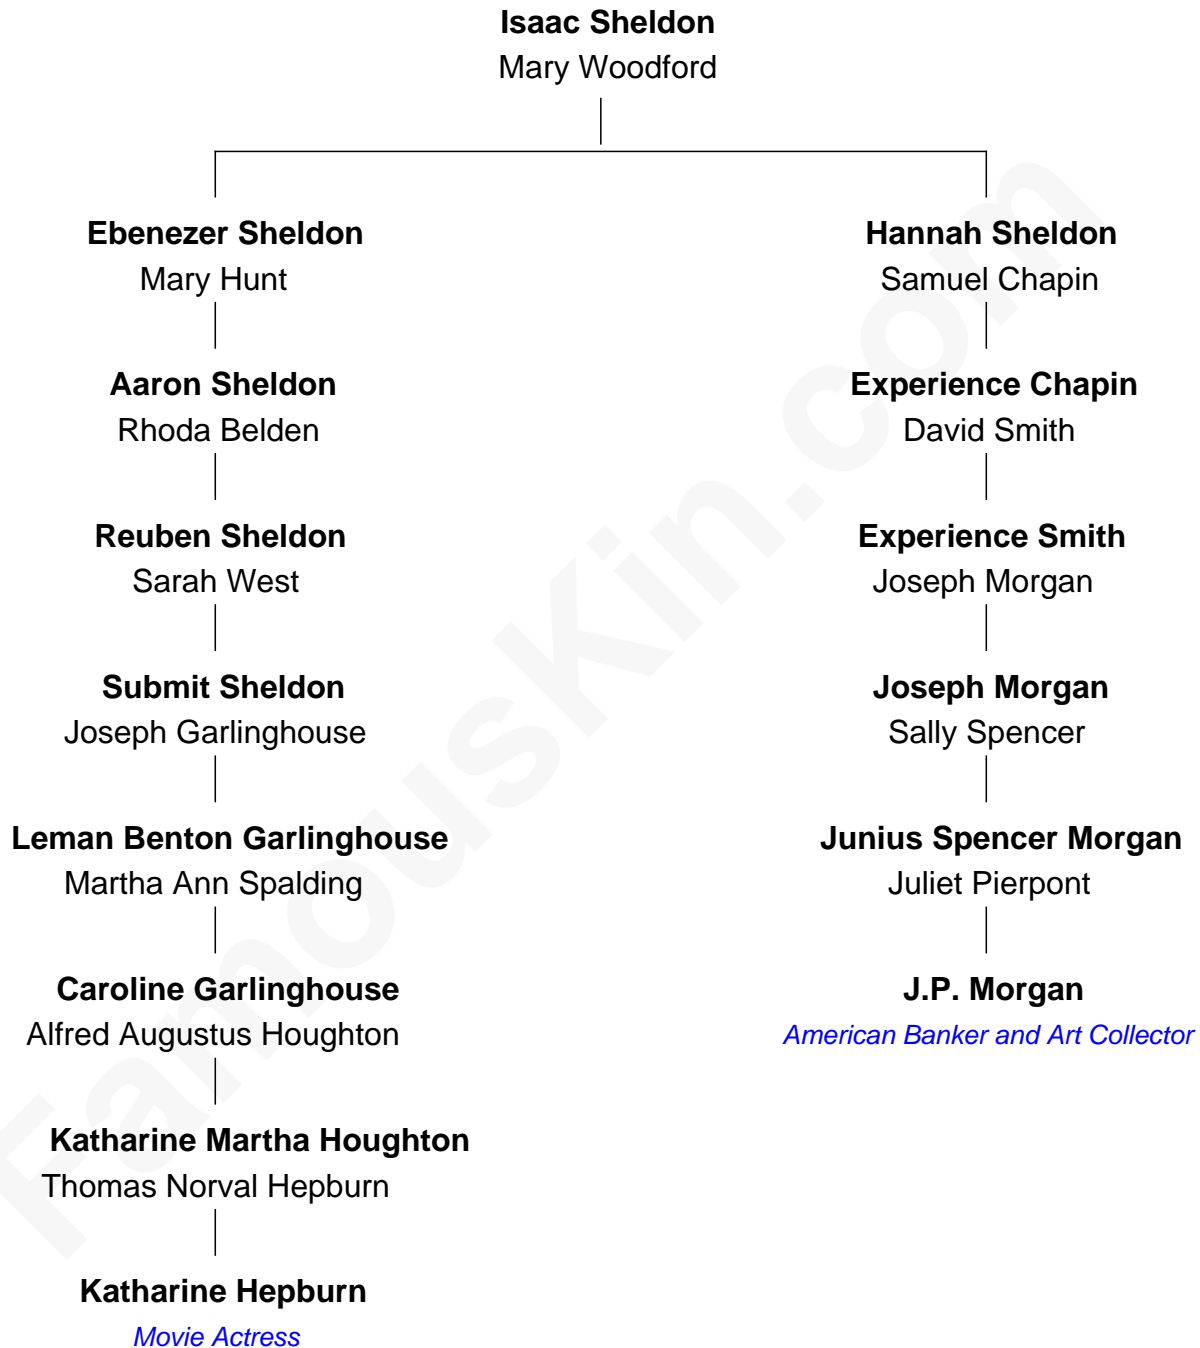 Isaac Sheldon
Mary Woodford
Ebenezer Sheldon
Mary Hunt
Aaron Sheldon
Rhoda Belden
Reuben Sheldon
Sarah West
Submit Sheldon
Joseph Garlinghouse
Leman Benton Garlinghouse
Martha Ann Spalding
Caroline Garlinghouse
Alfred Augustus Houghton
Katharine Martha Houghton
Thomas Norval Hepburn
Katharine Hepburn
Movie Actress
Hannah Sheldon
Samuel Chapin
Experience Chapin
David Smith
Experience Smith
Joseph Morgan
Joseph Morgan
Sally Spencer
Junius Spencer Morgan
Juliet Pierpont
J.P. Morgan
American Banker and Art Collector
FamousKin.com